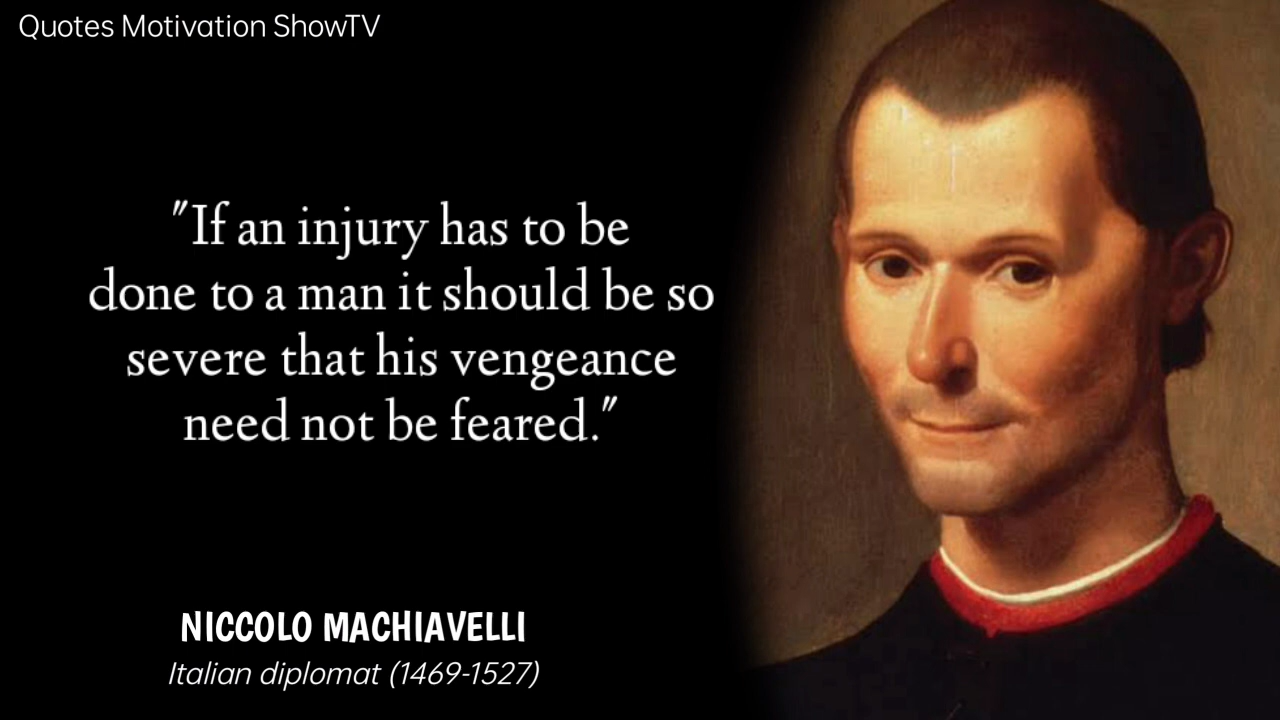 Quotes Motivation ShowTV
"If an injury has to be
done to a man it should be so
severe that his vengeance
need not be feared."
NICCOLO MACHIAVELLI
Italian diplomat (1469-1527)